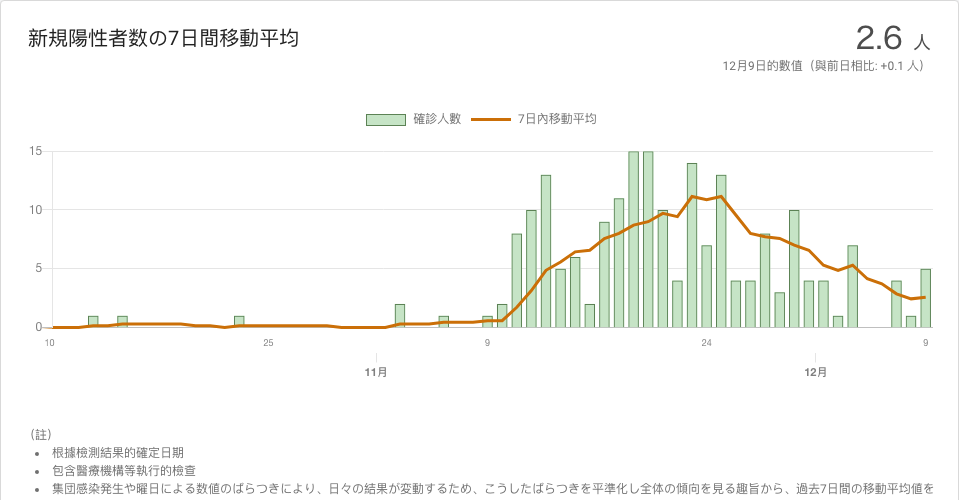 新規陽性者数の7日間移動平均
2.6 人
12月9日的數值（與前日相比: +0.1 人）
確診人數 7日內移動平均
15
10
5
0
10 25 9 24 9
11月 12月
（註）
• 根據檢測結果的確定日期
• 包含醫療機構等執行的檢查
• 集団感染発生や曜日による数値のばらつきにより、日々の結果が変動するため、こうしたばらつきを平準化し全体の傾向を見る趣旨から、過去7日間の移動平均値を